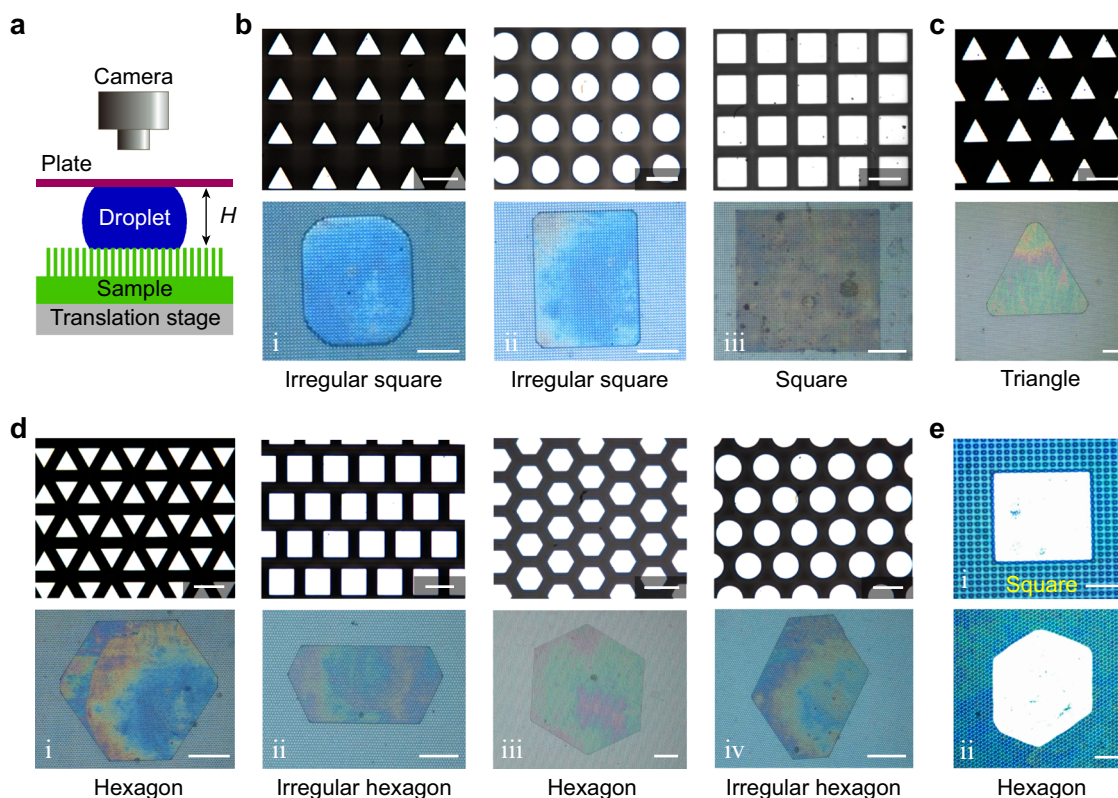 a
Camera
Plate
Droplet
H
Sample
Translation stage
b
i
ii
iii
Irregular square
Irregular square
Square
c
Triangle
d
i
ii
iii
iv
Hexagon
Irregular hexagon
Hexagon
Irregular hexagon
e
i
Square
ii
Hexagon